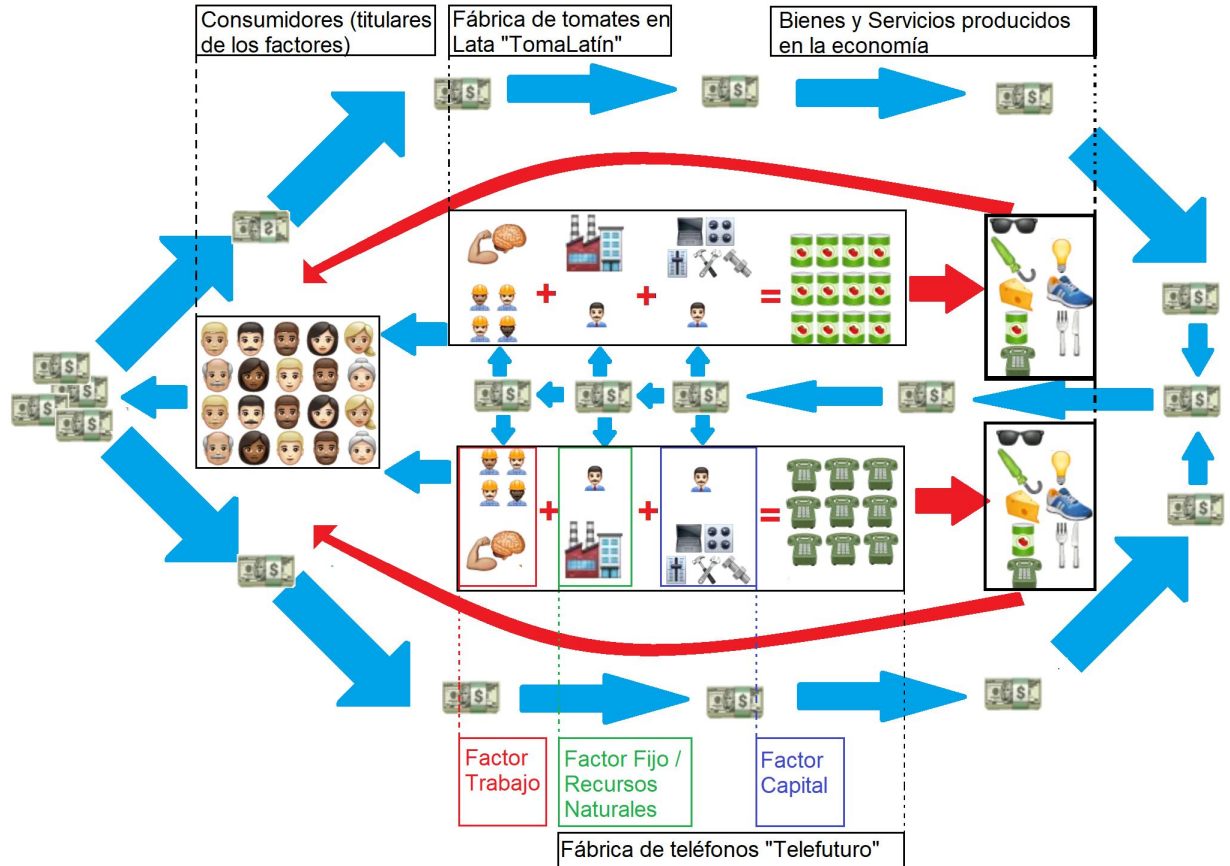 Consumidores (titulares
de los factores)
Fábrica de tomates en
Lata "TomaLatín"
Bienes y Servicios producidos
en la economía
+
+
=
+
+
=
Factor
Trabajo
Factor Fijo /
Recursos
Naturales
Factor
Capital
Fábrica de teléfonos "Telefuturo"